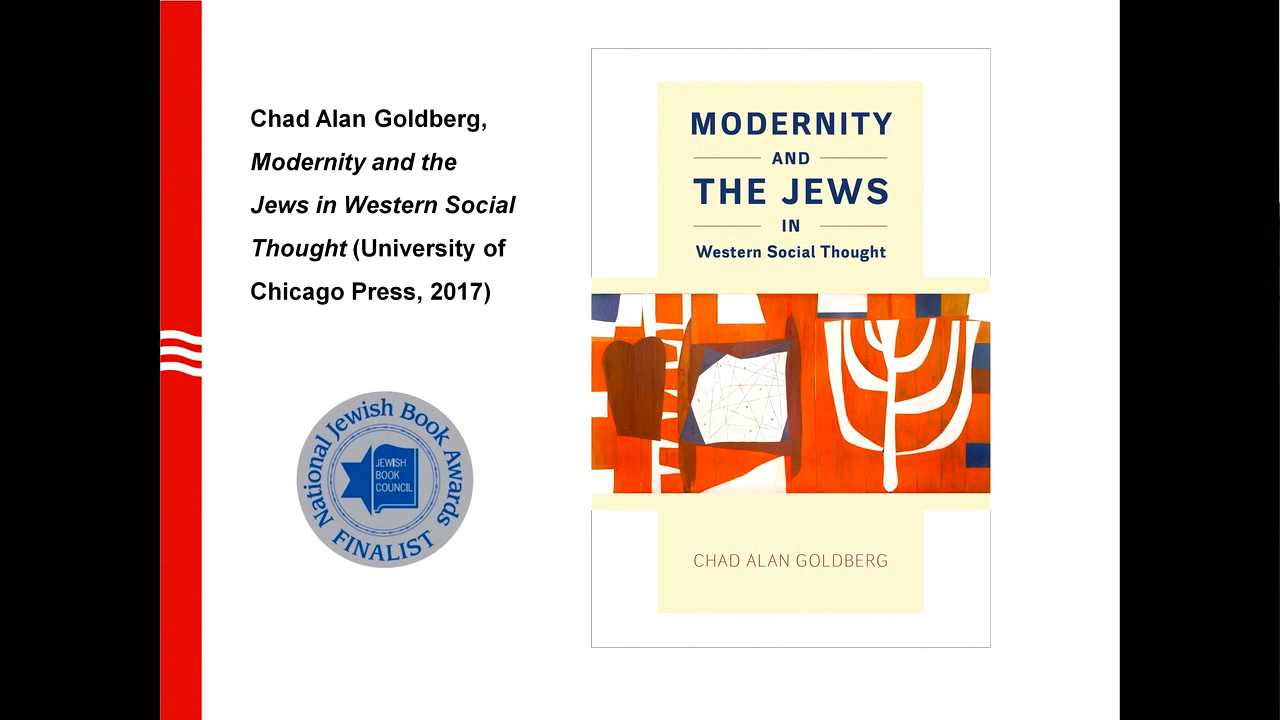 Chad Alan Goldberg,
Modernity and the
Jews in Western Social
Thought (University of
Chicago Press, 2017)
National Jewish Book Awards
JEWISH
BOOK
COUNCIL
FINALIST
MODERNITY
AND
THE JEWS
IN
Western Social Thought
CHAD ALAN GOLDBERG